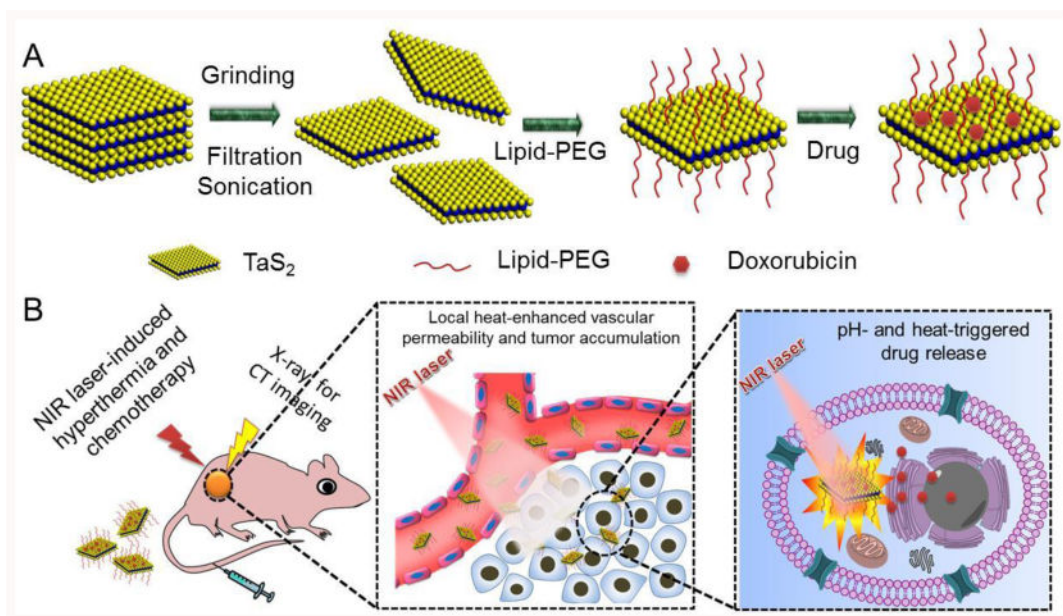 A
Grinding
Filtration
Sonication
Lipid-PEG
Drug
TaS₂
Lipid-PEG
Doxorubicin
B
NIR laser-induced
hyperthermia and
chemotherapy
X-ray for
CT imaging
Local heat-enhanced vascular
permeability and tumor accumulation
NIR laser
pH- and heat-triggered
drug release
NIR laser